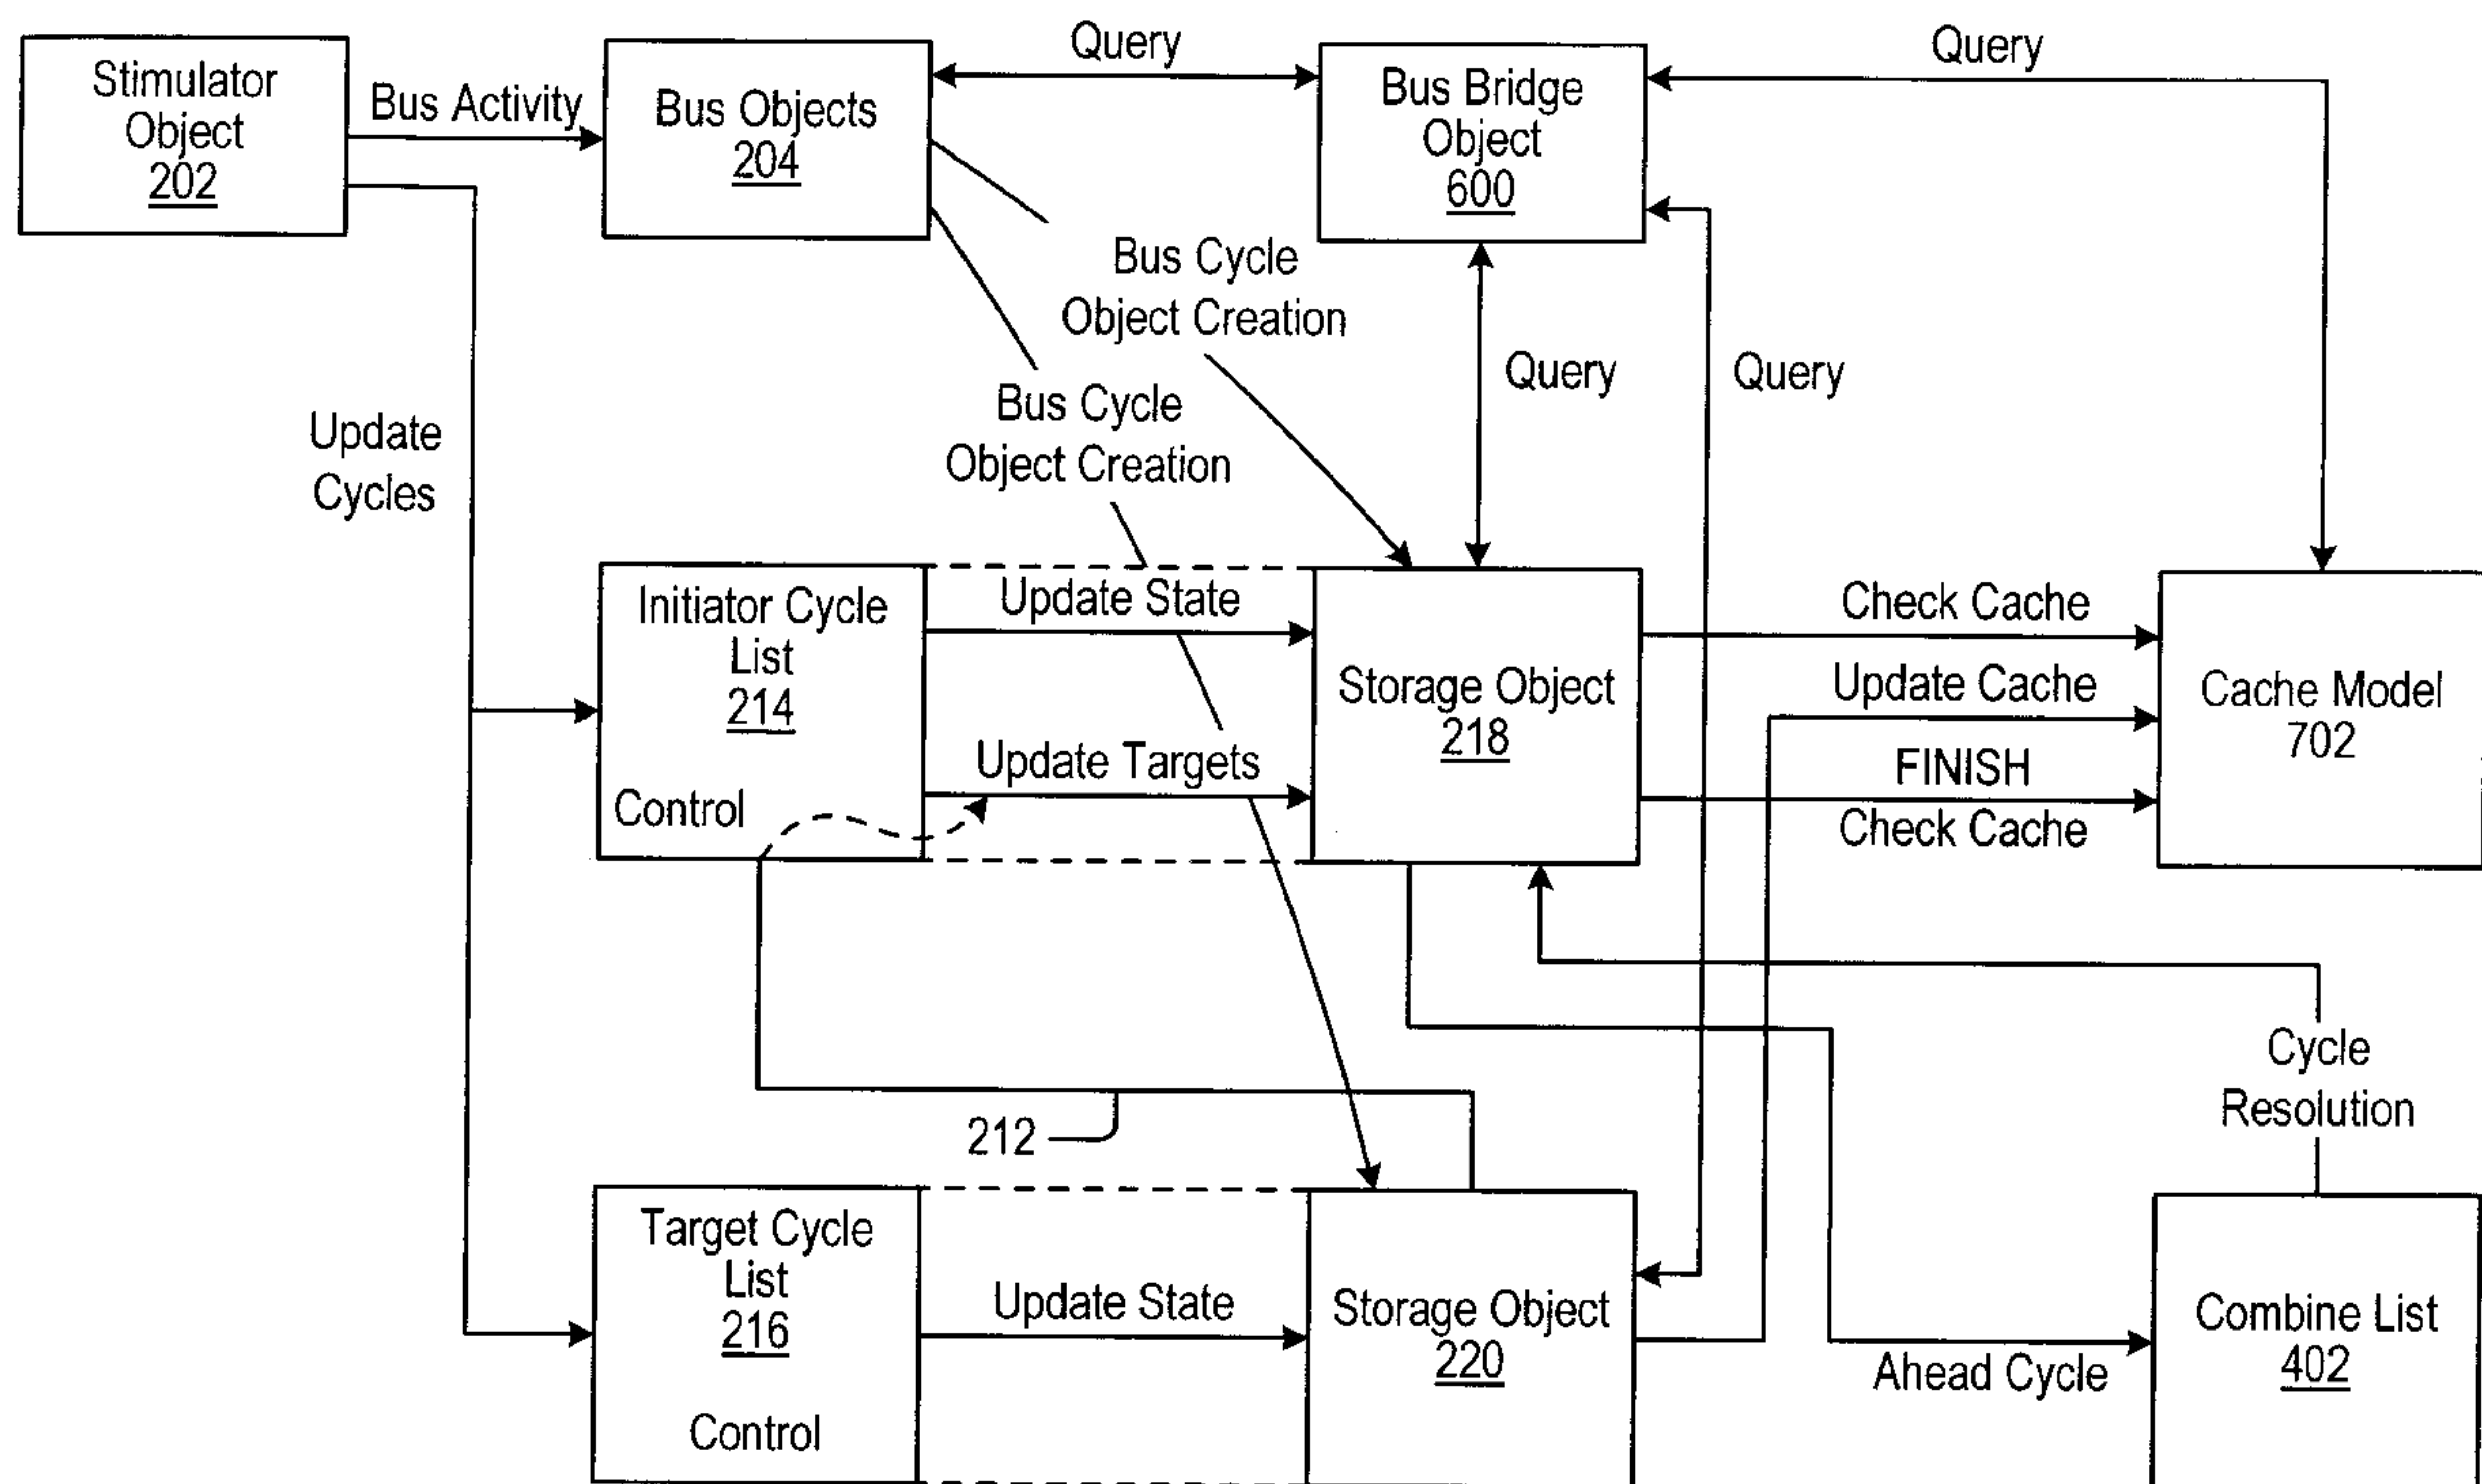 Stimulator
Object
202
Bus Activity
Bus Objects
204
Query
Bus Bridge
Object
600
Query
Bus Cycle
Object Creation
Query
Query
Bus Cycle
Object Creation
Update
Cycles
Initiator Cycle
List
214
Control
Update State
Update Targets
Storage Object
218
Check Cache
Update Cache
FINISH
Check Cache
Cache Model
702
212
Cycle
Resolution
Target Cycle
List
216
Control
Update State
Storage Object
220
Ahead Cycle
Combine List
402